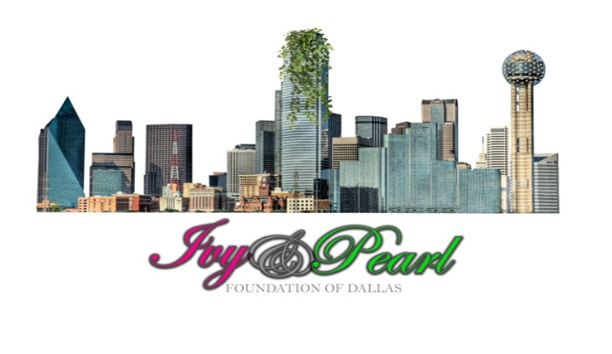 Ivy & Pearl
FOUNDATION OF DALLAS